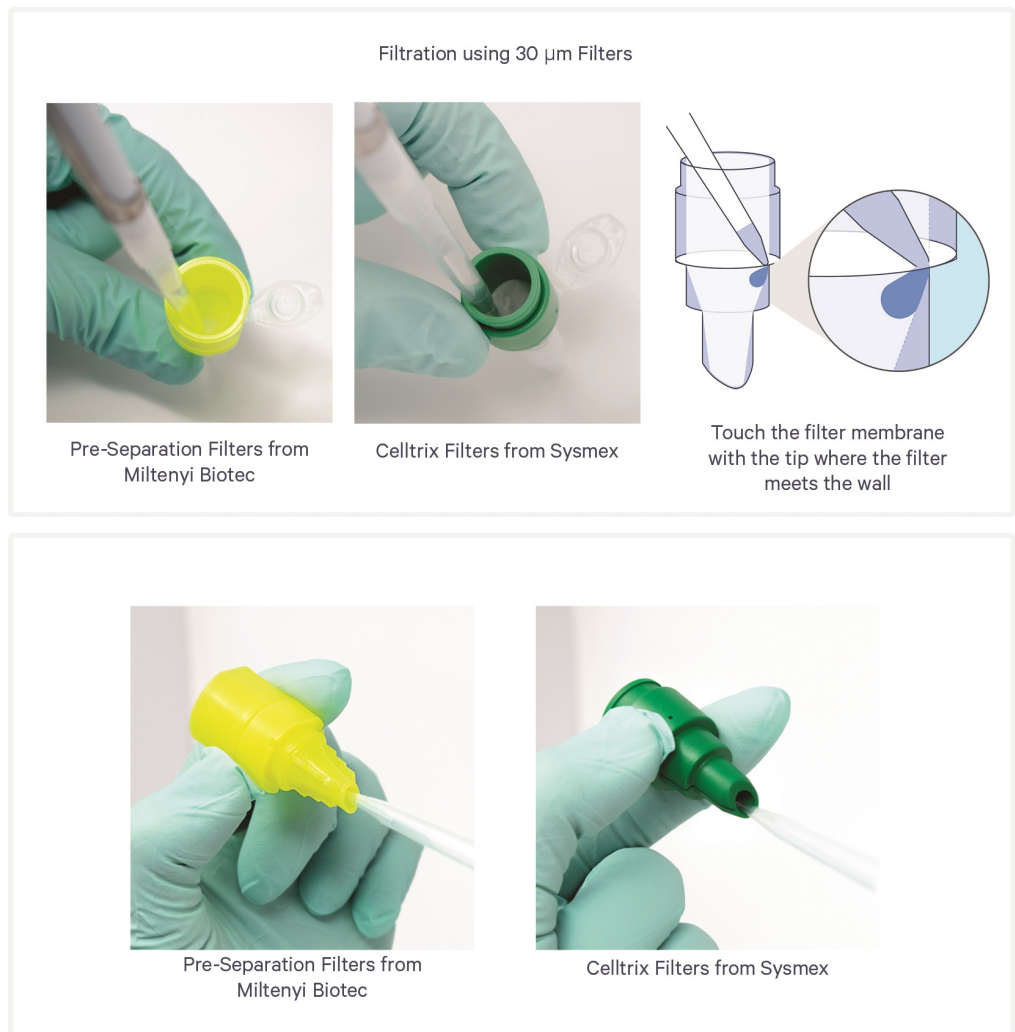 Filtration using 30 μm Filters
Pre-Separation Filters from
Miltenyi Biotec
Celltrix Filters from Sysmex
Touch the filter membrane
with the tip where the filter
meets the wall
Pre-Separation Filters from
Miltenyi Biotec
Celltrix Filters from Sysmex